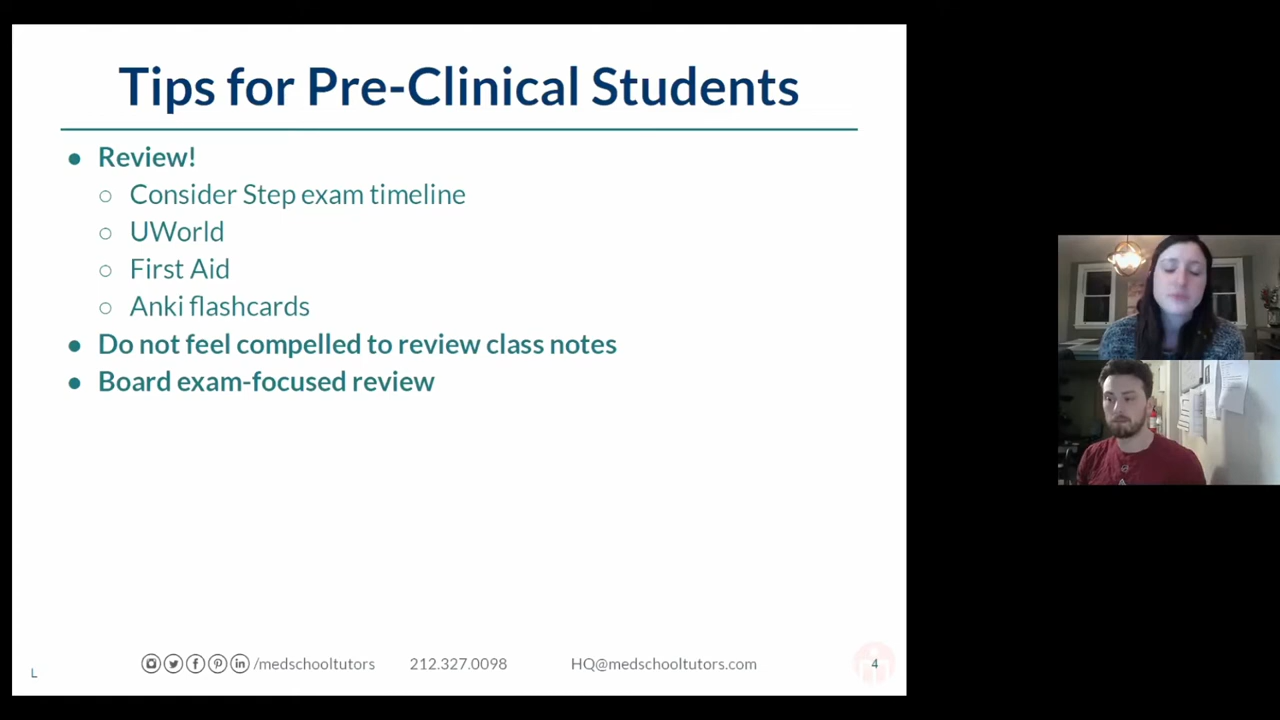 Tips for Pre-Clinical Students
● Review!
○ Consider Step exam timeline
○ UWorld
○ First Aid
○ Anki flashcards
● Do not feel compelled to review class notes
● Board exam-focused review
L
/medschooltutors 212.327.0098 HQ@medschooltutors.com 4